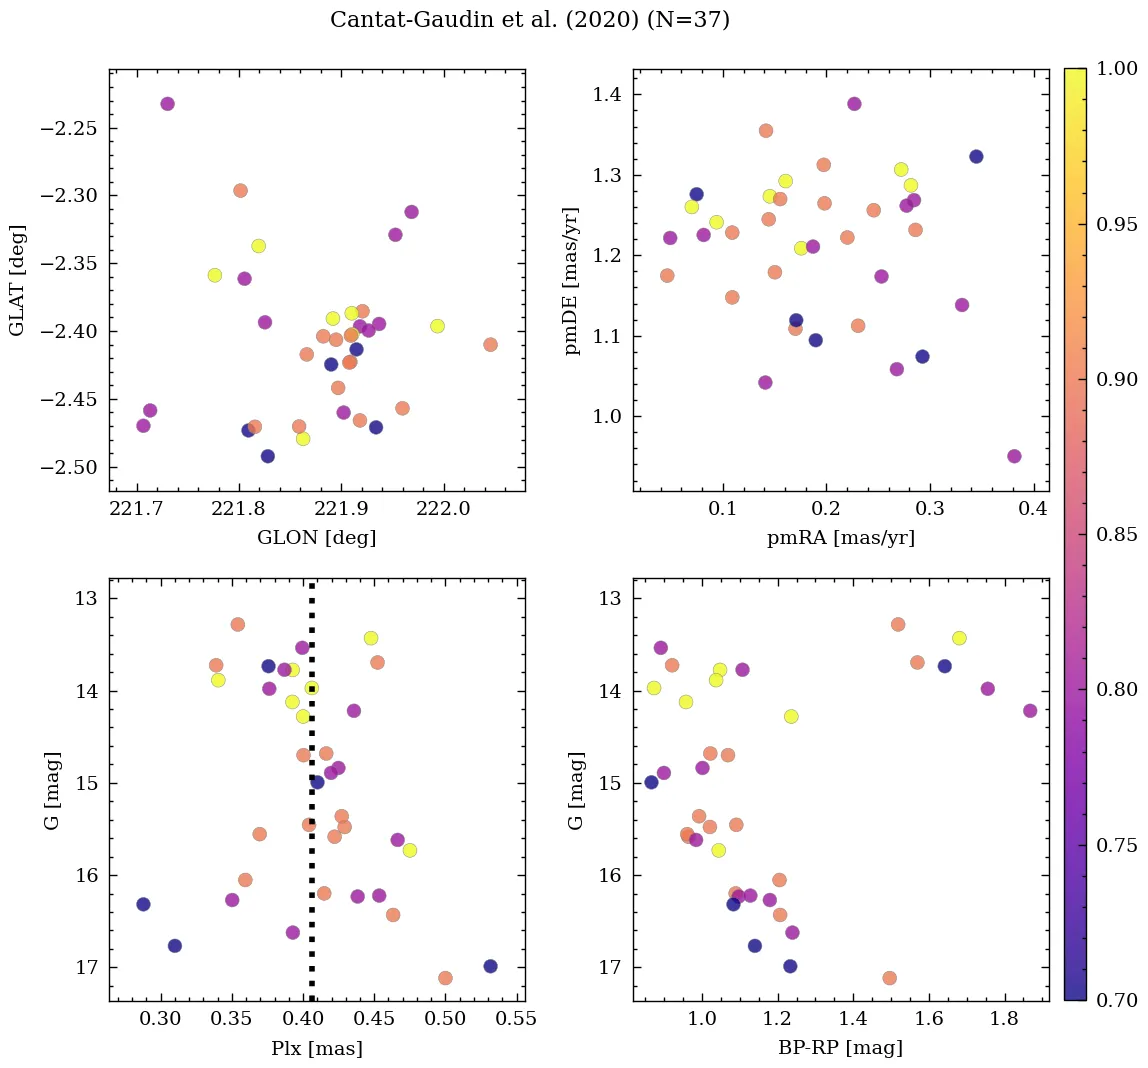 Cantat-Gaudin et al. (2020) (N=37)
−2.25
−2.30
−2.35
−2.40
−2.45
−2.50
GLAT [deg]
221.7 221.8 221.9 222.0
GLON [deg]
1.4
1.3
1.2
1.1
1.0
pmDE [mas/yr]
0.1 0.2 0.3 0.4
pmRA [mas/yr]
13
14
15
16
17
G [mag]
0.30 0.35 0.40 0.45 0.50 0.55
Plx [mas]
13
14
15
16
17
G [mag]
1.0 1.2 1.4 1.6 1.8
BP-RP [mag]
1.00
0.95
0.90
0.85
0.80
0.75
0.70